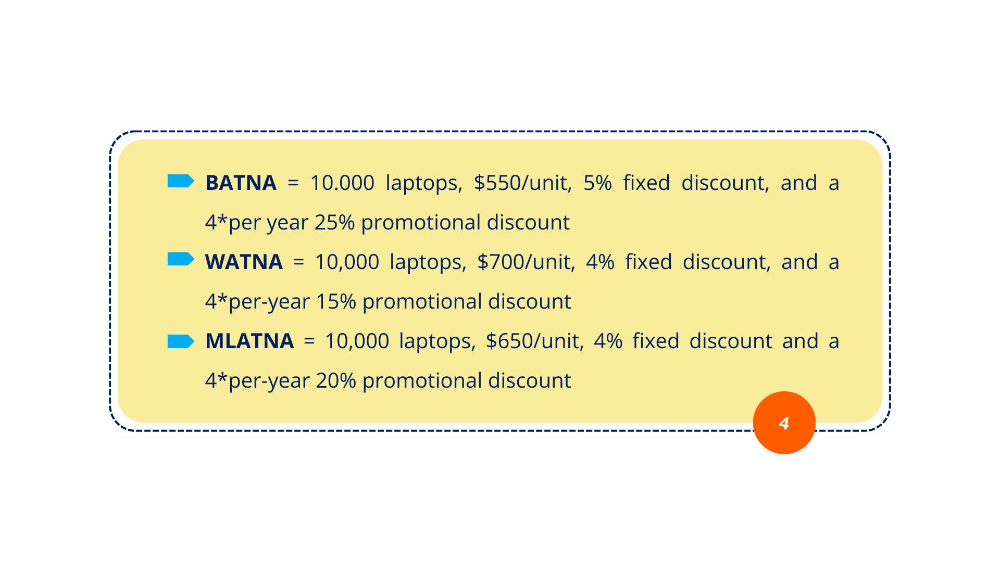 BATNA = 10.000 laptops, $550/unit, 5% fixed discount, and a
4*per year 25% promotional discount
WATNA = 10,000 laptops, $700/unit, 4% fixed discount, and a
4*per-year 15% promotional discount
MLATNA = 10,000 laptops, $650/unit, 4% fixed discount and a
4*per-year 20% promotional discount
4